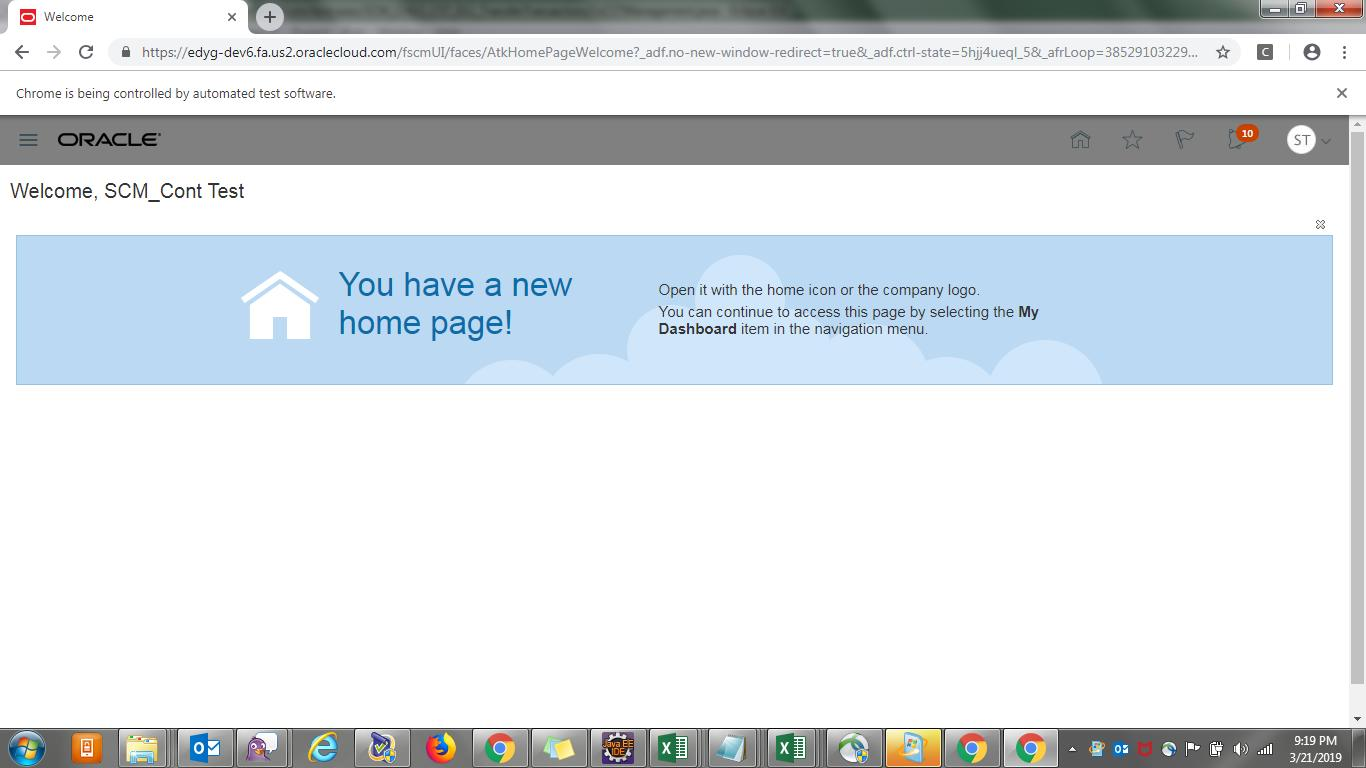 Welcome
https://edyg-dev6.fa.us2.oraclecloud.com/fscmUI/faces/AtkHomePageWelcome?_adf.no-new-window-redirect=true&_adf.ctrl-state=5hjj4ueql_5&_afrLoop=38529103229...
C
Chrome is being controlled by automated test software.
ORACLE
10
ST
Welcome, SCM_Cont Test
You have a new
home page!
Open it with the home icon or the company logo.
You can continue to access this page by selecting the My
Dashboard item in the navigation menu.
Java EE
IDE
9:19 PM
3/21/2019